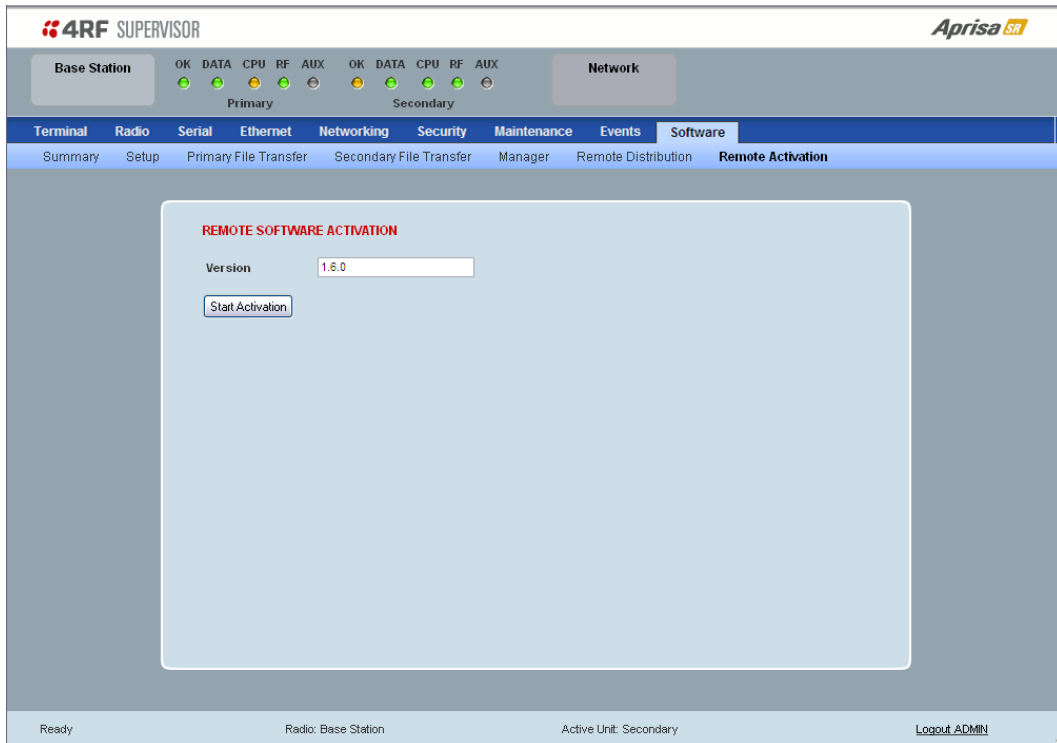 4RF SUPERVISOR
Aprisa SR
Base Station
OK DATA CPU RF AUX OK DATA CPU RF AUX
Primary Secondary
Network
Terminal Radio Serial Ethernet Networking Security Maintenance Events Software
Summary Setup Primary File Transfer Secondary File Transfer Manager Remote Distribution Remote Activation
REMOTE SOFTWARE ACTIVATION
Version 1.6.0
Start Activation
Ready Radio: Base Station Active Unit: Secondary Logout ADMIN